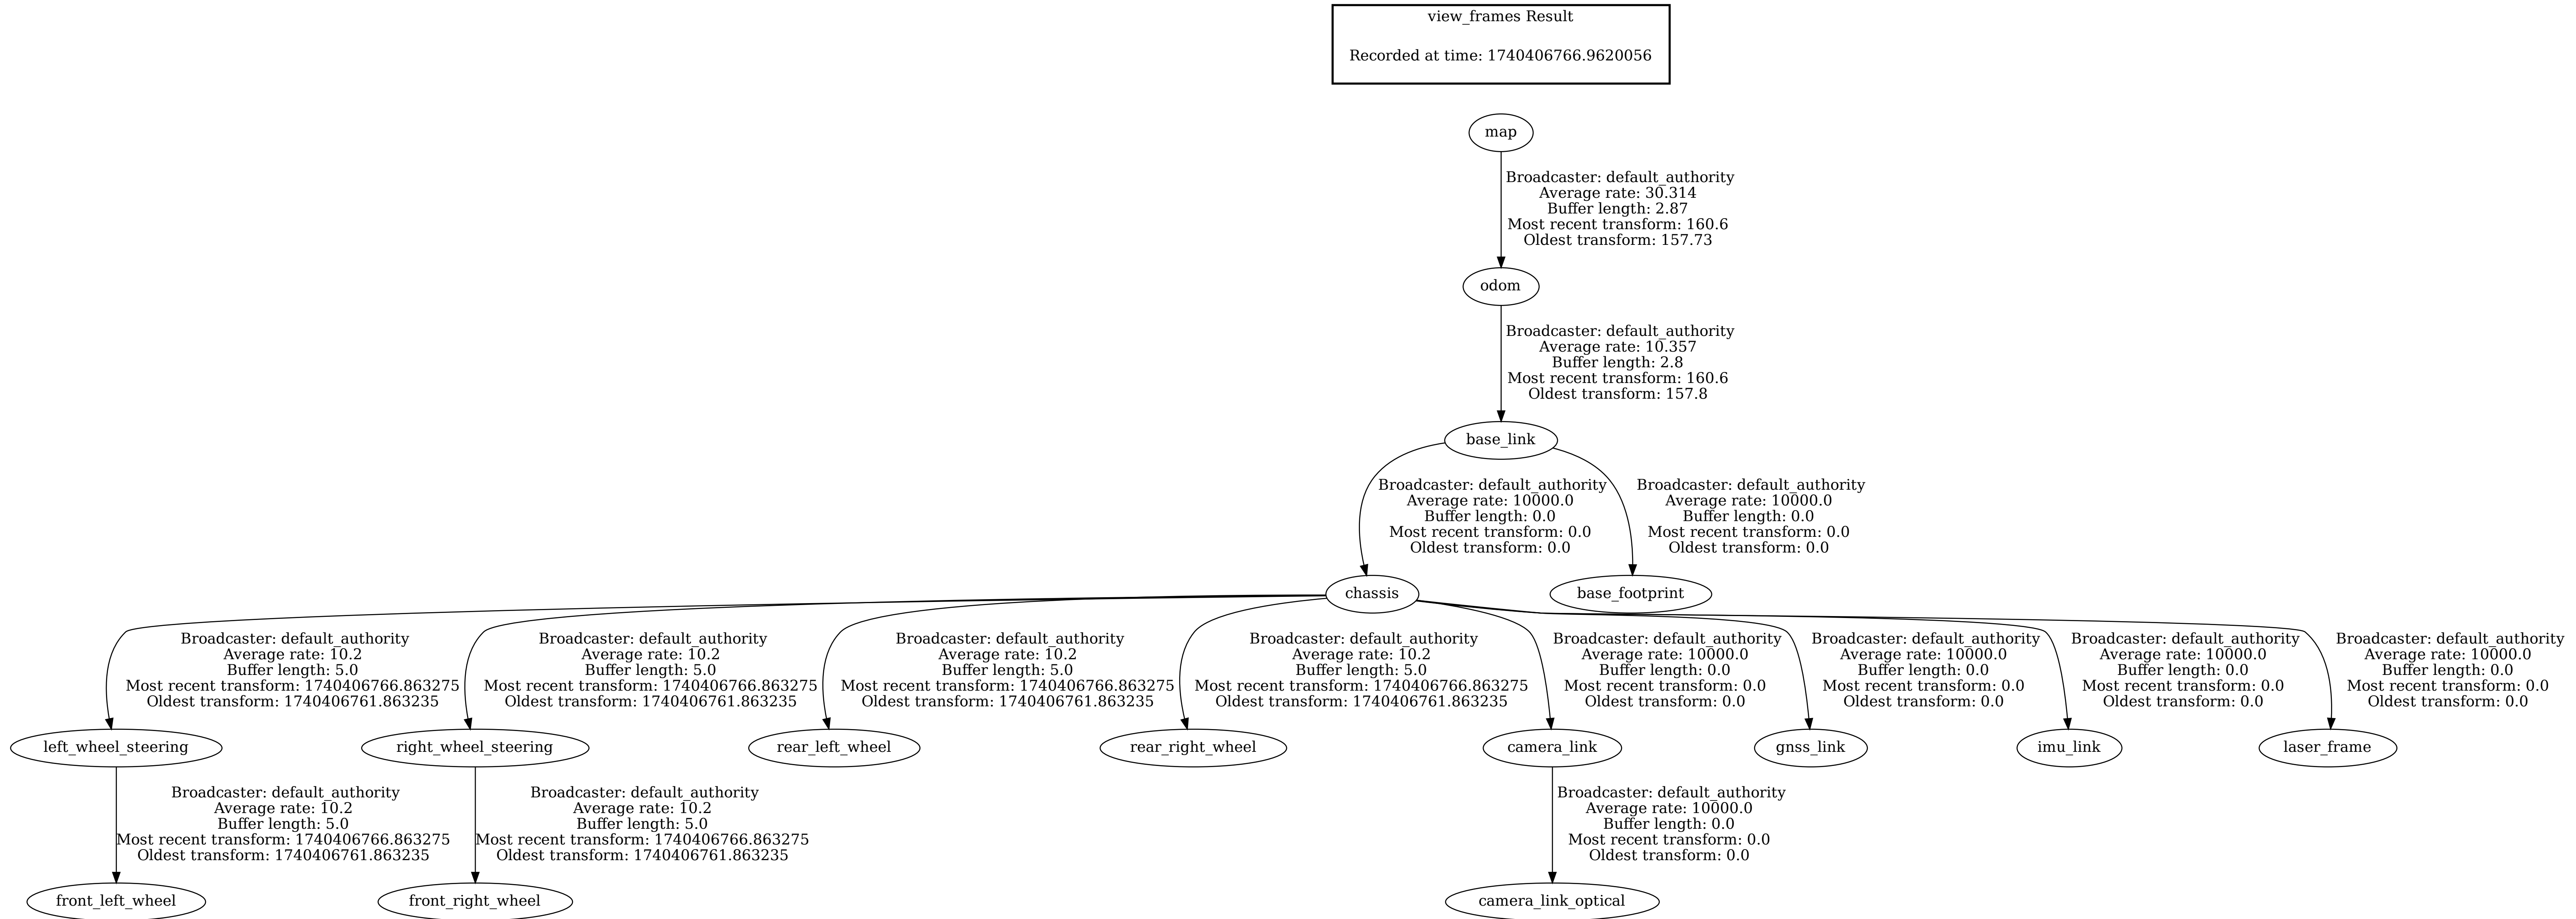 view_frames Result
Recorded at time: 1740406766.9620056
map
Broadcaster: default_authority
Average rate: 30.314
Buffer length: 2.87
Most recent transform: 160.6
Oldest transform: 157.73
odom
Broadcaster: default_authority
Average rate: 10.357
Buffer length: 2.8
Most recent transform: 160.6
Oldest transform: 157.8
base_link
Broadcaster: default_authority
Average rate: 10000.0
Buffer length: 0.0
Most recent transform: 0.0
Oldest transform: 0.0
Broadcaster: default_authority
Average rate: 10000.0
Buffer length: 0.0
Most recent transform: 0.0
Oldest transform: 0.0
chassis
base_footprint
Broadcaster: default_authority
Average rate: 10.2
Buffer length: 5.0
Most recent transform: 1740406766.863275
Oldest transform: 1740406761.863235
Broadcaster: default_authority
Average rate: 10.2
Buffer length: 5.0
Most recent transform: 1740406766.863275
Oldest transform: 1740406761.863235
Broadcaster: default_authority
Average rate: 10.2
Buffer length: 5.0
Most recent transform: 1740406766.863275
Oldest transform: 1740406761.863235
Broadcaster: default_authority
Average rate: 10.2
Buffer length: 5.0
Most recent transform: 1740406766.863275
Oldest transform: 1740406761.863235
Broadcaster: default_authority
Average rate: 10000.0
Buffer length: 0.0
Most recent transform: 0.0
Oldest transform: 0.0
Broadcaster: default_authority
Average rate: 10000.0
Buffer length: 0.0
Most recent transform: 0.0
Oldest transform: 0.0
Broadcaster: default_authority
Average rate: 10000.0
Buffer length: 0.0
Most recent transform: 0.0
Oldest transform: 0.0
Broadcaster: default_authority
Average rate: 10000.0
Buffer length: 0.0
Most recent transform: 0.0
Oldest transform: 0.0
left_wheel_steering
right_wheel_steering
rear_left_wheel
rear_right_wheel
camera_link
gnss_link
imu_link
laser_frame
Broadcaster: default_authority
Average rate: 10.2
Buffer length: 5.0
Most recent transform: 1740406766.863275
Oldest transform: 1740406761.863235
Broadcaster: default_authority
Average rate: 10.2
Buffer length: 5.0
Most recent transform: 1740406766.863275
Oldest transform: 1740406761.863235
Broadcaster: default_authority
Average rate: 10000.0
Buffer length: 0.0
Most recent transform: 0.0
Oldest transform: 0.0
front_left_wheel
front_right_wheel
camera_link_optical